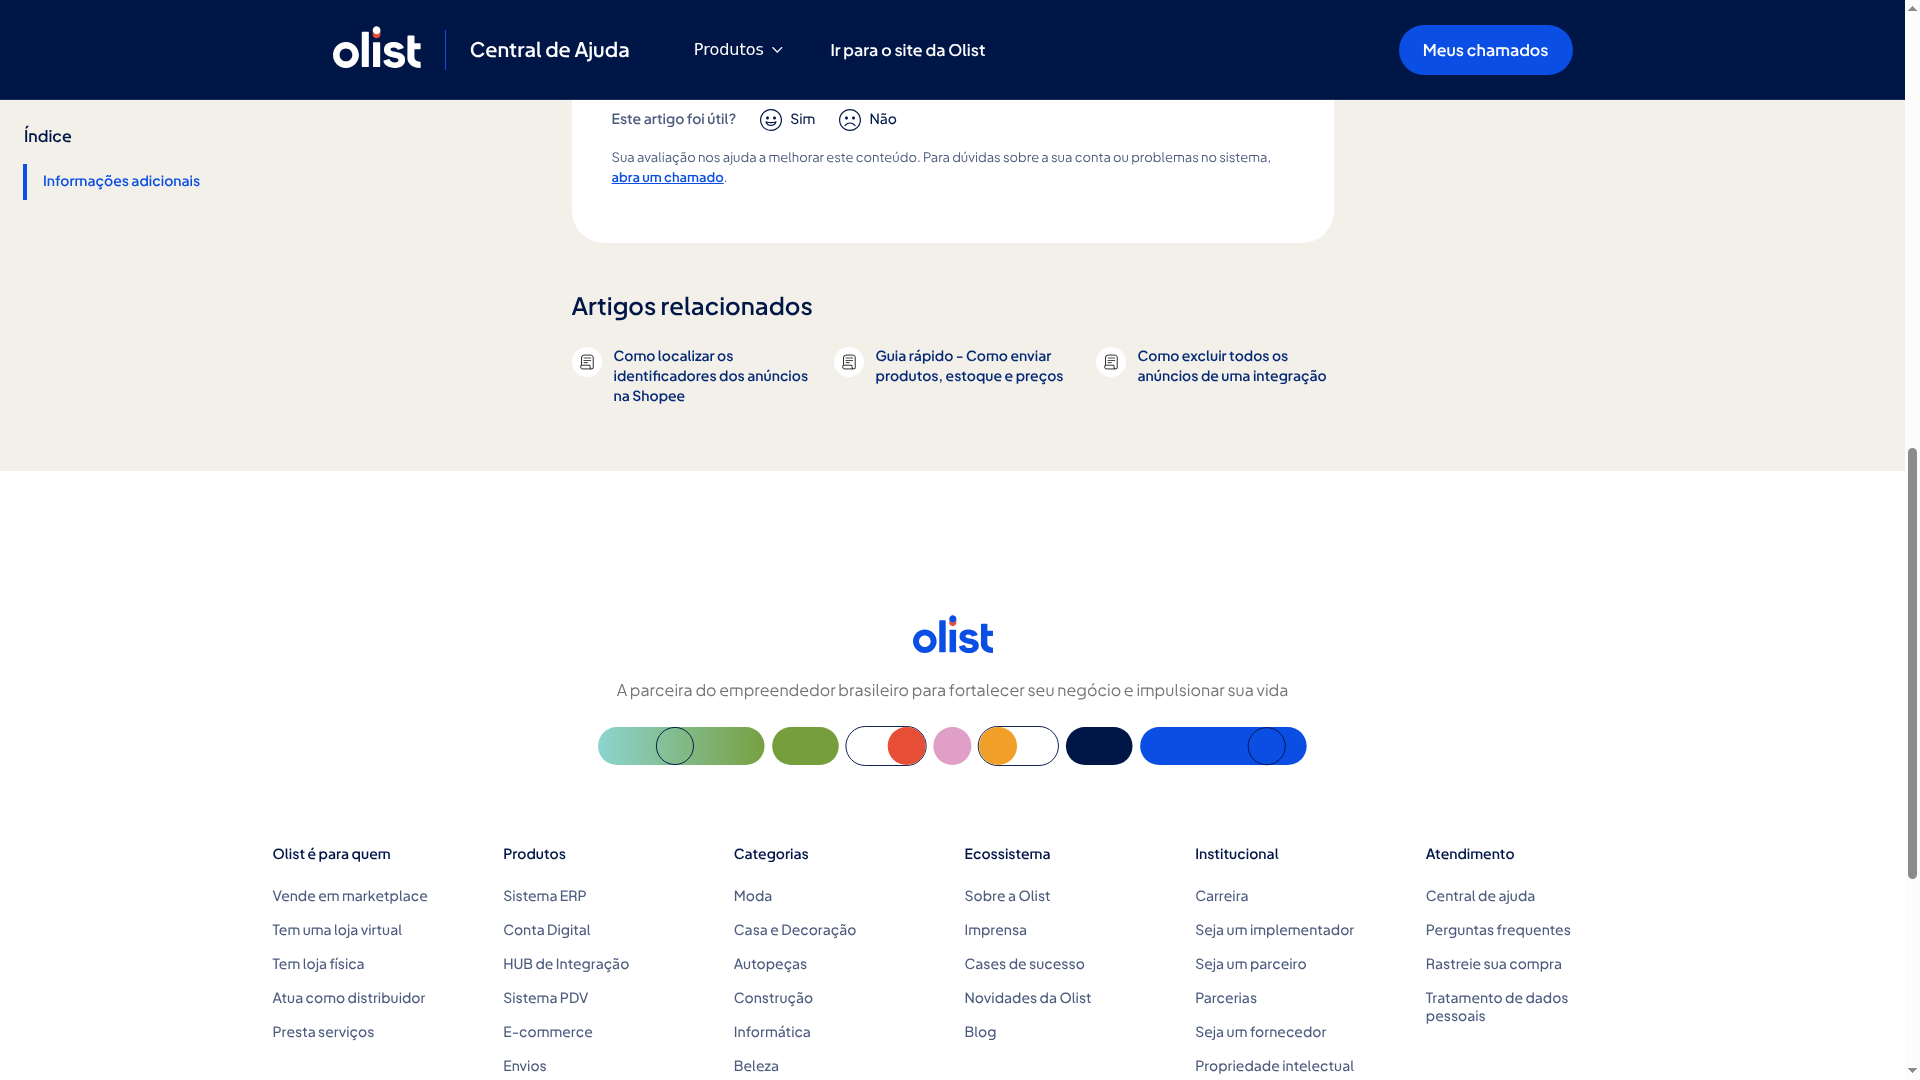 olist
Central de Ajuda
Produtos
Ir para o site da Olist
Meus chamados
Índice
Informações adicionais
Este artigo foi útil?
Sim
Não
Sua avaliação nos ajuda a melhorar este conteúdo. Para dúvidas sobre a sua conta ou problemas no sistema,
abra um chamado.
Artigos relacionados
Como localizar os
identificadores dos anúncios
na Shopee
Guia rápido - Como enviar
produtos, estoque e preços
Como excluir todos os
anúncios de uma integração
olist
A parceira do empreendedor brasileiro para fortalecer seu negócio e impulsionar sua vida
Olist é para quem
Vende em marketplace
Tem uma loja virtual
Tem loja física
Atua como distribuidor
Presta serviços
Produtos
Sistema ERP
Conta Digital
HUB de Integração
Sistema PDV
E-commerce
Envios
Categorias
Moda
Casa e Decoração
Autopeças
Construção
Informática
Beleza
Ecossistema
Sobre a Olist
Imprensa
Cases de sucesso
Novidades da Olist
Blog
Institucional
Carreira
Seja um implementador
Seja um parceiro
Parcerias
Seja um fornecedor
Propriedade intelectual
Atendimento
Central de ajuda
Perguntas frequentes
Rastreie sua compra
Tratamento de dados
pessoais